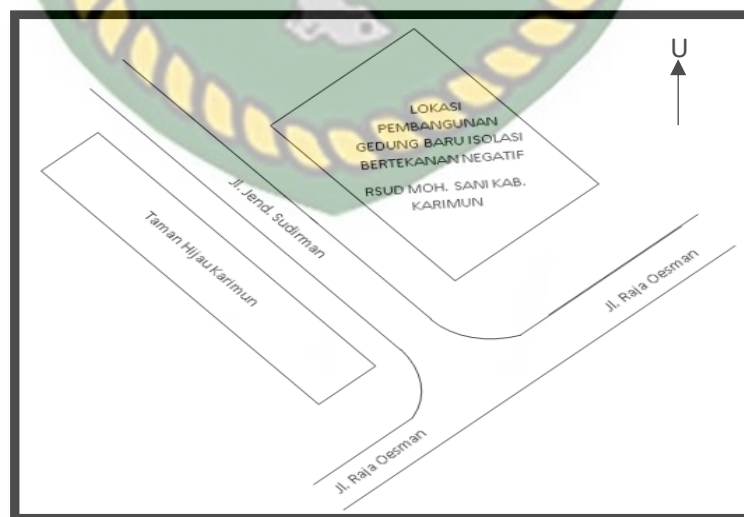 U
LOKASI
PEMBANGUNAN
GEDUNG BARU ISOLASI
BERTEKANAN NEGATIF
RSUD MOH. SANI KAB.
KARIMUN
Jl. Jend. Sudirman
Taman Hijau Karimun
Jl. Raja Oesman
Jl. Raja Oesman